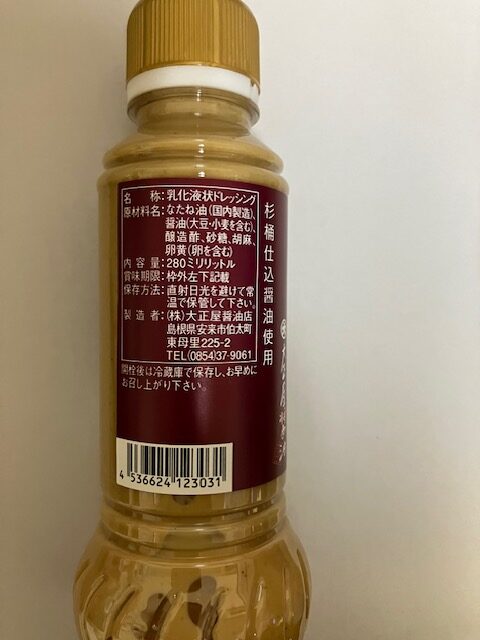 名　　称：乳化液状ドレッシング
原材料名：なたね油（国内製造）、
醤油（大豆・小麦を含む）、
醸造酢、砂糖、胡麻、
卵黄（卵を含む）
内 容 量：280ミリリットル
賞味期限：枠外左下記載
保存方法：直射日光を避けて常
温で保管して下さい。
製 造 者：（株）大正屋醤油店
島根県安来市伯太町
東母里225-2
TEL(0854)37-9061
開栓後は冷蔵庫で保存し、お早めに
お召し上がり下さい。
杉桶仕込醤油使用
4 536624 123031